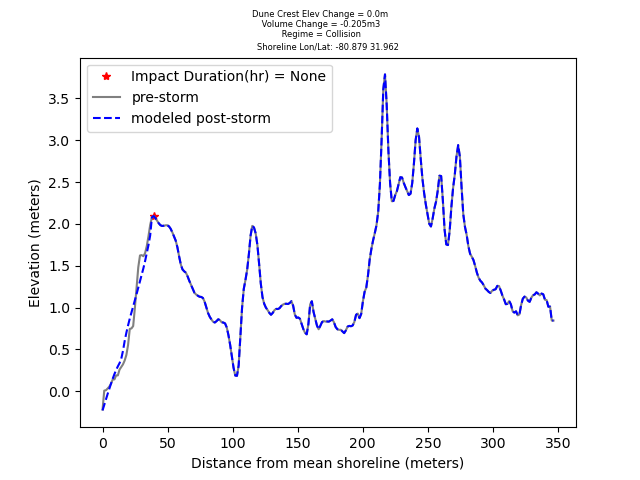 Dune Crest Elev Change = 0.0m
Volume Change = -0.205m3
Regime = Collision
Shoreline Lon/Lat: -80.879 31.962
Impact Duration(hr) = None
pre-storm
modeled post-storm
Elevation (meters)
3.5
3.0
2.5
2.0
1.5
1.0
0.5
0.0
0 50 100 150 200 250 300 350
Distance from mean shoreline (meters)